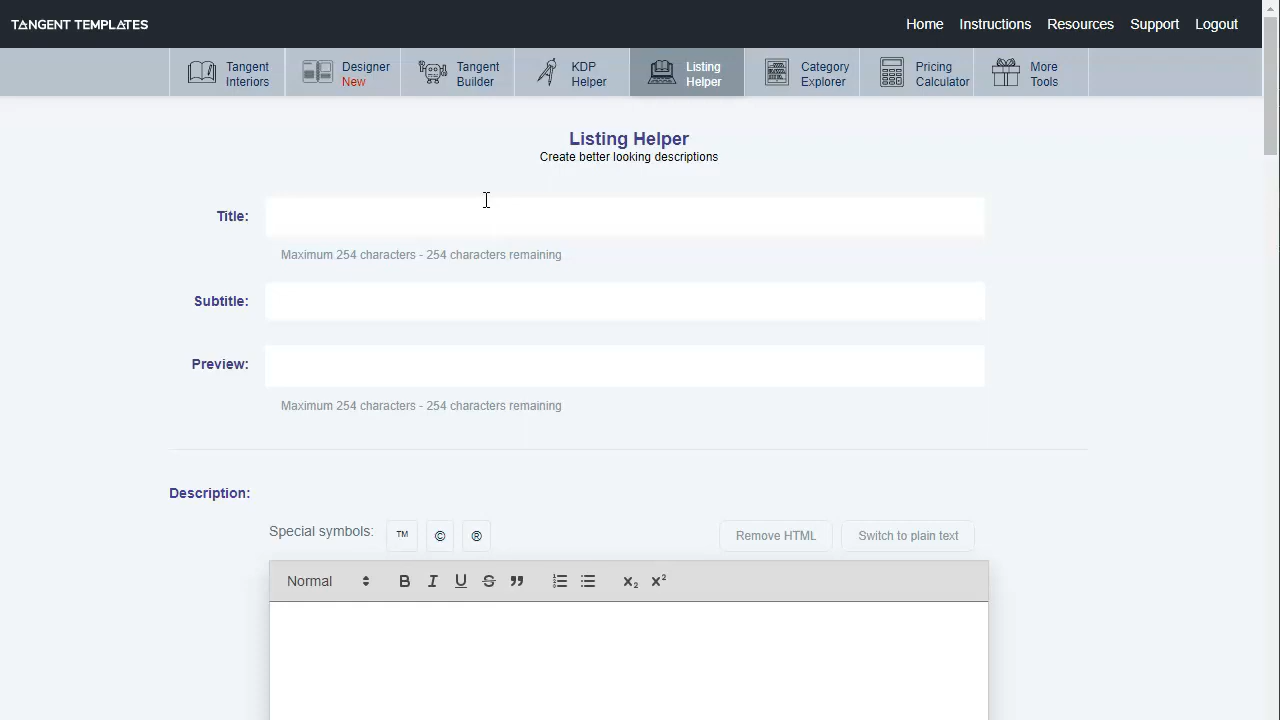 TANGENT TEMPLATES
Home Instructions Resources Support Logout
Tangent Interiors
Designer New
Tangent Builder
KDP Helper
Listing Helper
Category Explorer
Pricing Calculator
More Tools
Listing Helper
Create better looking descriptions
Title:
Maximum 254 characters - 254 characters remaining
Subtitle:
Preview:
Maximum 254 characters - 254 characters remaining
Description:
Special symbols: ™ © ® Remove HTML Switch to plain text
Normal B I U S " X₂ X²